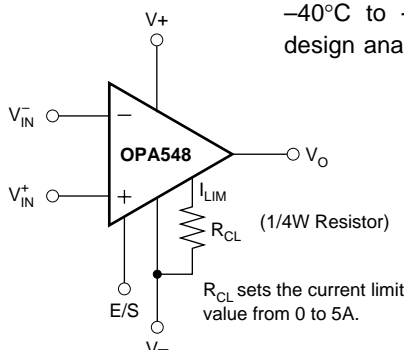 –40°C to
design ana
V+
V–IN
–
OPA548
VO
V+IN
+
ILIM
RCL
(1/4W Resistor)
E/S
RCL sets the current limit
value from 0 to 5A.
V–